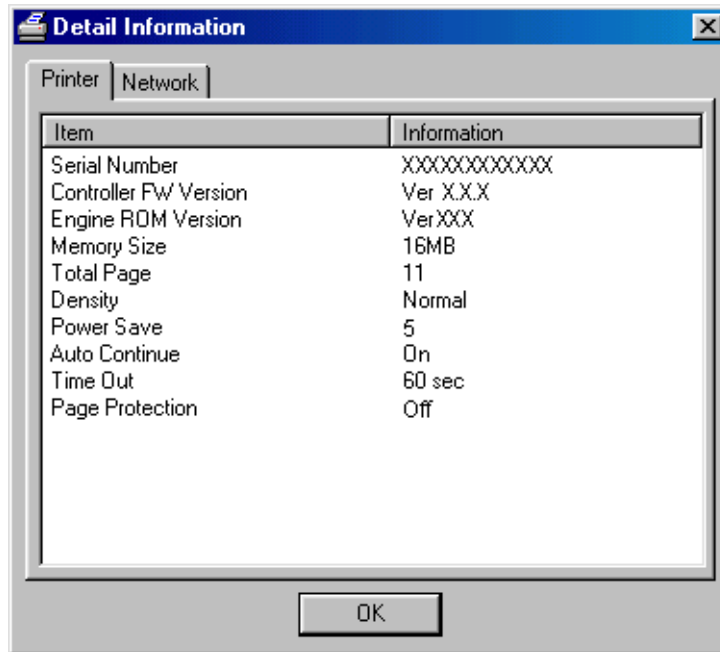 Detail Information
Printer Network
Item Information
Serial Number XXXXXXXXXXXX
Controller FW Version Ver X.X.X
Engine ROM Version VerXXX
Memory Size 16MB
Total Page 11
Density Normal
Power Save 5
Auto Continue On
Time Out 60 sec
Page Protection Off
OK